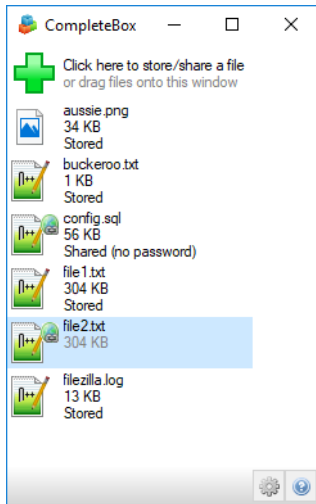 CompleteBox
Click here to store/share a file
or drag files onto this window
aussie.png
34 KB
Stored
buckeroo.txt
1 KB
Stored
config.sql
56 KB
Shared (no password)
file1.txt
304 KB
Stored
file2.txt
304 KB
filezilla.log
13 KB
Stored